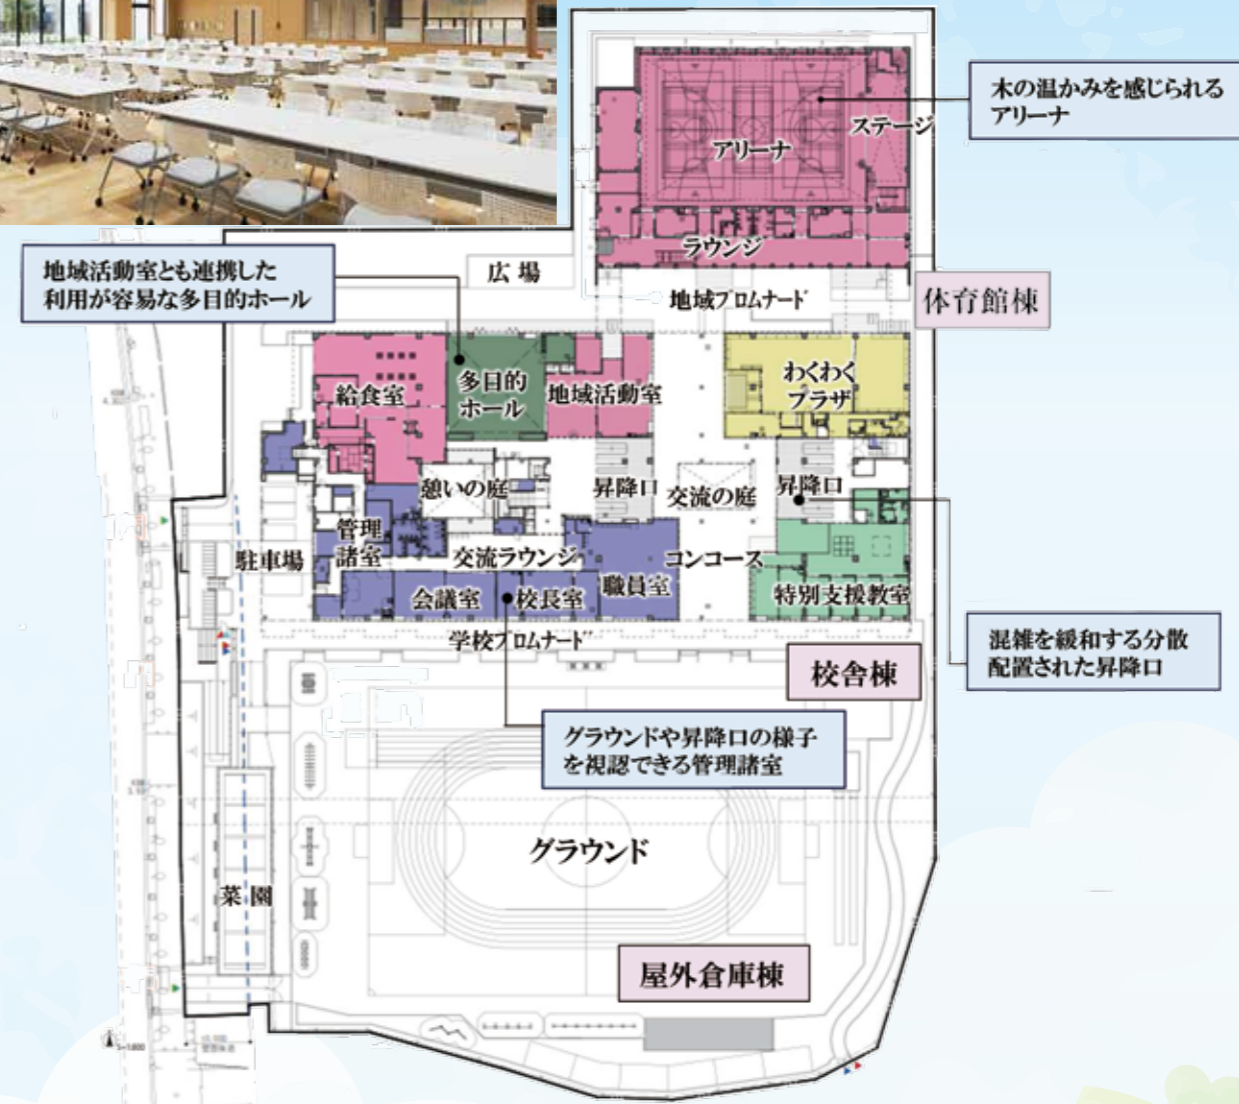 木の温かみを感じられる
アリーナ
ステージ
アリーナ
ラウンジ
地域活動室とも連携した
利用が容易な多目的ホール
広場
地域プロムナード
体育館棟
給食室
多目的
ホール
地域活動室
わくわく
プラザ
憩いの庭
昇降口
交流の庭
昇降口
管理
諸室
駐車場
交流ラウンジ
コンコース
会議室
校長室
職員室
特別支援教室
学校プロムナード
混雑を緩和する分散
配置された昇降口
校舎棟
グラウンドや昇降口の様子
を視認できる管理諸室
グラウンド
菜園
屋外倉庫棟